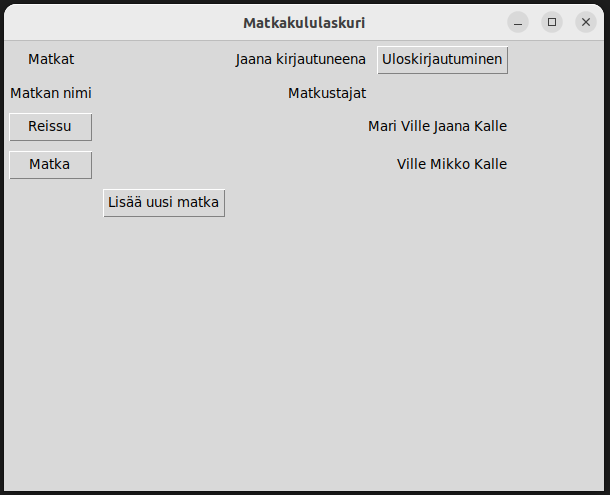 Matkakululaskuri
Matkat Jaana kirjautuneena Uloskirjautuminen
Matkan nimi Matkustajat
Reissu Mari Ville Jaana Kalle
Matka Ville Mikko Kalle
Lisää uusi matka